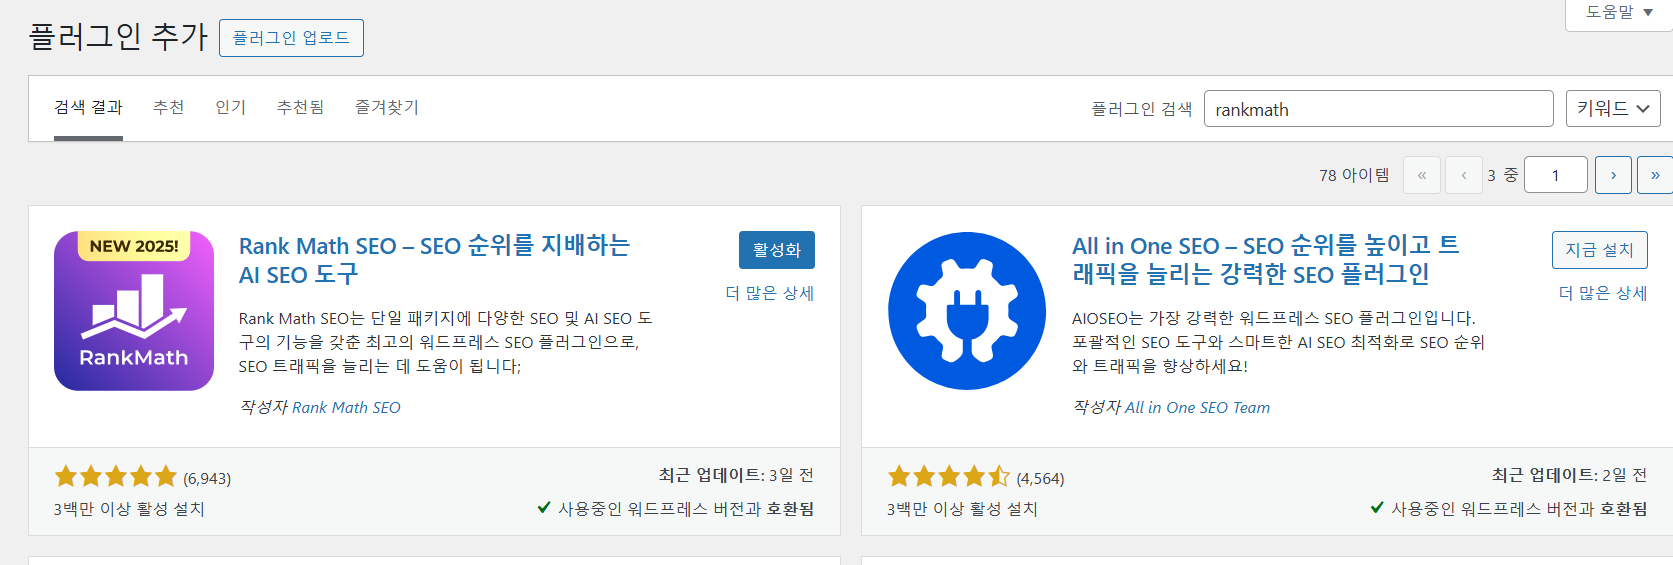 플러그인 추가
플러그인 업로드
도움말
검색 결과
추천
인기
추천됨
즐겨찾기
플러그인 검색
rankmath
키워드
78 아이템
«
‹
3 중
1
›
»
NEW 2025!
RankMath
Rank Math SEO – SEO 순위를 지배하는
AI SEO 도구
활성화
더 많은 상세
Rank Math SEO는 단일 패키지에 다양한 SEO 및 AI SEO 도
구의 기능을 갖춘 최고의 워드프레스 SEO 플러그인으로,
SEO 트래픽을 늘리는 데 도움이 됩니다;
작성자 Rank Math SEO
(6,943)
최근 업데이트: 3일 전
3백만 이상 활성 설치
사용중인 워드프레스 버전과 호환됨
All in One SEO – SEO 순위를 높이고 트
래픽을 늘리는 강력한 SEO 플러그인
지금 설치
더 많은 상세
AIOSEO는 가장 강력한 워드프레스 SEO 플러그인입니다.
포괄적인 SEO 도구와 스마트한 AI SEO 최적화로 SEO 순위
와 트래픽을 향상하세요!
작성자 All in One SEO Team
(4,564)
최근 업데이트: 2일 전
3백만 이상 활성 설치
사용중인 워드프레스 버전과 호환됨